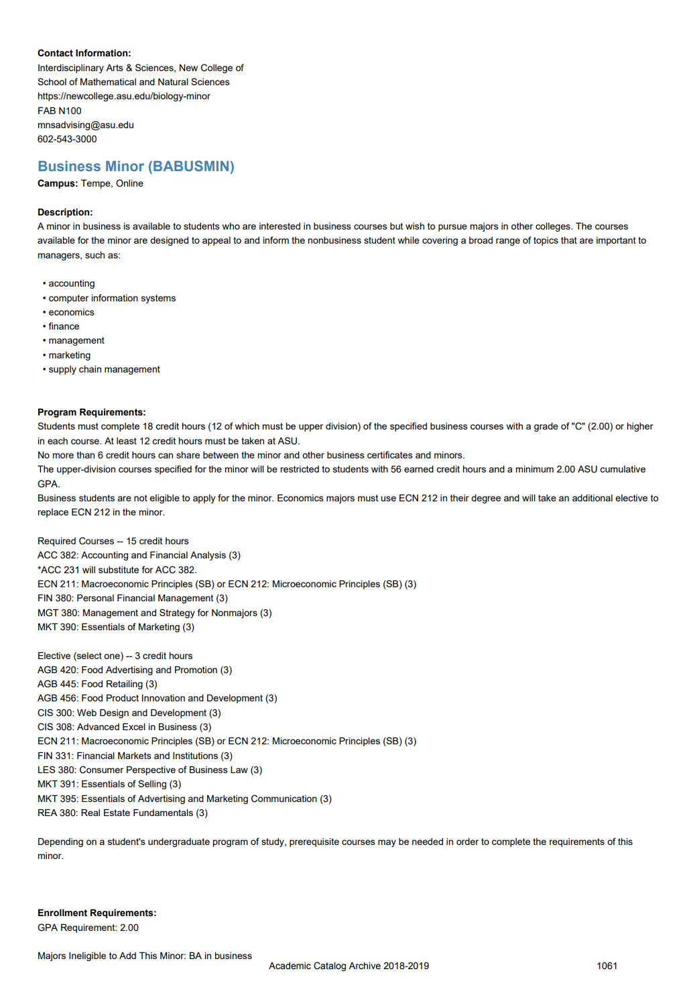 Contact Information:
Interdisciplinary Arts & Sciences, New College of
School of Mathematical and Natural Sciences
https://newcollege.asu.edu/biology-minor
FAB N100
mnsadvising@asu.edu
602-543-3000
Business Minor (BABUSMIN)
Campus: Tempe, Online
Description:
A minor in business is available to students who are interested in business courses but wish to pursue majors in other colleges. The courses
available for the minor are designed to appeal to and inform the nonbusiness student while covering a broad range of topics that are important to
managers, such as:
• accounting
• computer information systems
• economics
• finance
• management
• marketing
• supply chain management
Program Requirements:
Students must complete 18 credit hours (12 of which must be upper division) of the specified business courses with a grade of "C" (2.00) or higher
in each course. At least 12 credit hours must be taken at ASU.
No more than 6 credit hours can share between the minor and other business certificates and minors.
The upper-division courses specified for the minor will be restricted to students with 56 earned credit hours and a minimum 2.00 ASU cumulative
GPA.
Business students are not eligible to apply for the minor. Economics majors must use ECN 212 in their degree and will take an additional elective to
replace ECN 212 in the minor.
Required Courses -- 15 credit hours
ACC 382: Accounting and Financial Analysis (3)
*ACC 231 will substitute for ACC 382.
ECN 211: Macroeconomic Principles (SB) or ECN 212: Microeconomic Principles (SB) (3)
FIN 380: Personal Financial Management (3)
MGT 380: Management and Strategy for Nonmajors (3)
MKT 390: Essentials of Marketing (3)
Elective (select one) -- 3 credit hours
AGB 420: Food Advertising and Promotion (3)
AGB 445: Food Retailing (3)
AGB 456: Food Product Innovation and Development (3)
CIS 300: Web Design and Development (3)
CIS 308: Advanced Excel in Business (3)
ECN 211: Macroeconomic Principles (SB) or ECN 212: Microeconomic Principles (SB) (3)
FIN 331: Financial Markets and Institutions (3)
LES 380: Consumer Perspective of Business Law (3)
MKT 391: Essentials of Selling (3)
MKT 395: Essentials of Advertising and Marketing Communication (3)
REA 380: Real Estate Fundamentals (3)
Depending on a student's undergraduate program of study, prerequisite courses may be needed in order to complete the requirements of this
minor.
Enrollment Requirements:
GPA Requirement: 2.00
Majors Ineligible to Add This Minor: BA in business
Academic Catalog Archive 2018-2019 1061